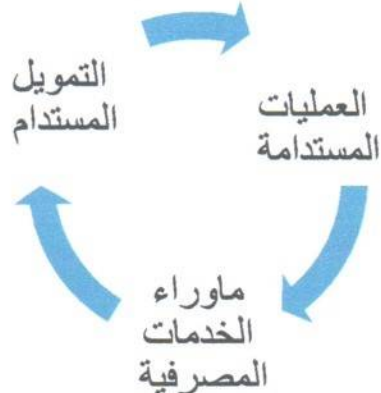 التمويل
المستدام
العمليات
المستدامة
ماوراء
الخدمات
المصرفية